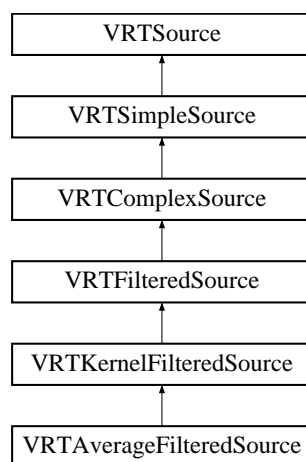 VRTSource
VRTSimpleSource
VRTComplexSource
VRTFilteredSource
VRTKernelFilteredSource
VRTAverageFilteredSource